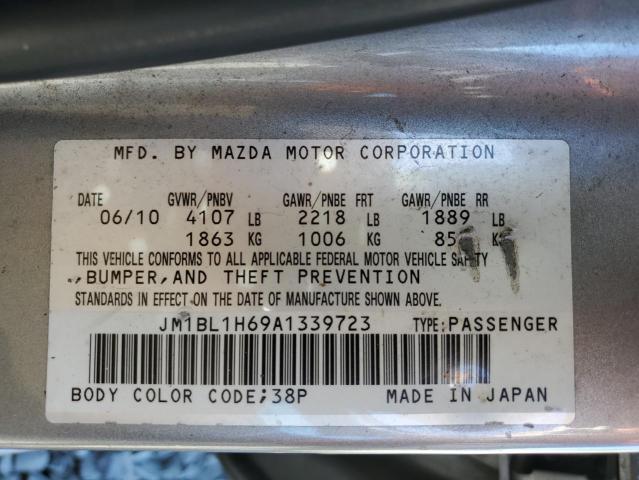 MFD. BY MAZDA MOTOR CORPORATION
DATE GVWR/PNBV GAWR/PNBE FRT GAWR/PNBE RR
06/10 4107 LB 2218 LB 1889 LB
1863 KG 1006 KG
THIS VEHICLE CONFORMS TO ALL APPLICABLE FEDERAL MOTOR VEHICLE SAFETY
,BUMPER,AND THEFT PREVENTION
STANDARDS IN EFFECT ON THE DATE OF MANUFACTURE SHOWN ABOVE.
JM1BL1H69A1339723 TYPE:PASSENGER
BODY COLOR CODE;38P MADE IN JAPAN